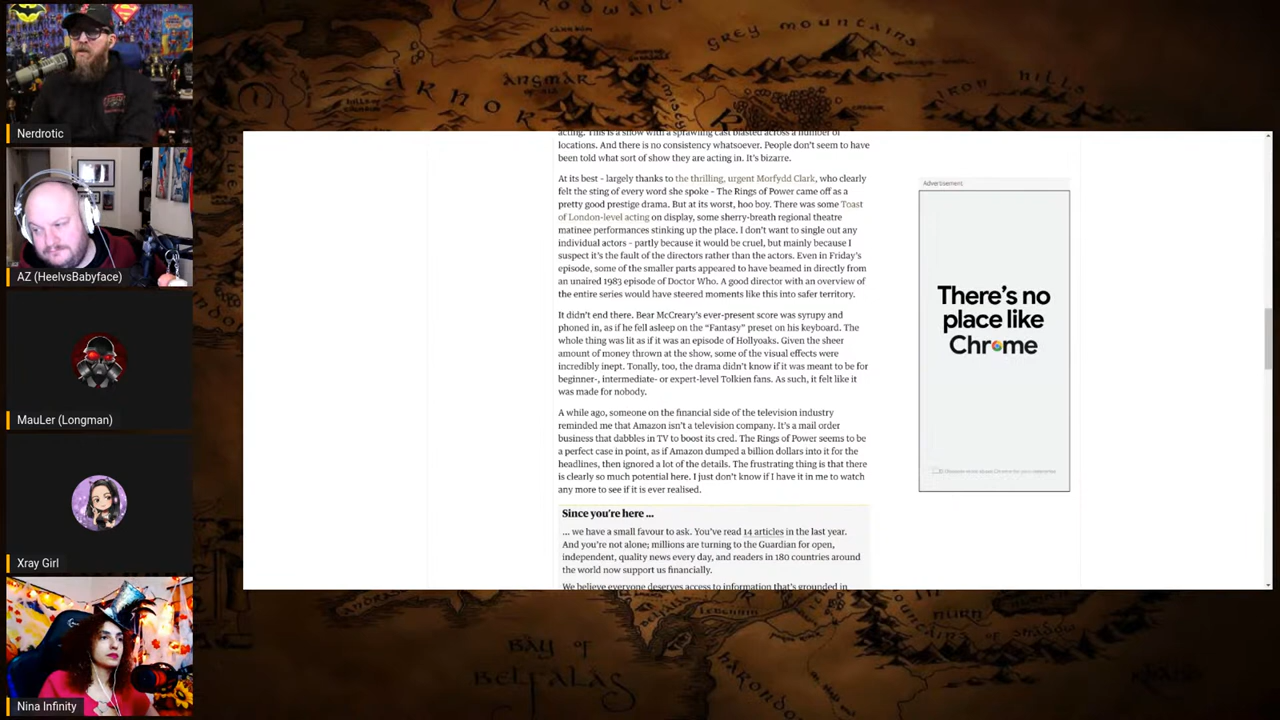 GREY MOUNTAINS
ANGMAR
IRON HILLS
Nerdrotic
AZ (HeelvsBabyface)
MauLer (Longman)
Xray Girl
Nina Infinity
acting. This is a show with a sprawling cast blasted across a number of
locations. And there is no consistency whatsoever. People don't seem to have
been told what sort of show they are acting in. It's bizarre.
At its best – largely thanks to the thrilling, urgent Morfydd Clark, who clearly
felt the sting of every word she spoke – The Rings of Power came off as a
pretty good prestige drama. But at its worst, hoo boy. There was some Toast
of London-level acting on display, some sherry-breath regional theatre
matinee performances stinking up the place. I don't want to single out any
individual actors – partly because it would be cruel, but mainly because I
suspect it's the fault of the directors rather than the actors. Even in Friday's
episode, some of the smaller parts appeared to have beamed in directly from
an unaired 1983 episode of Doctor Who. A good director with an overview of
the entire series would have steered moments like this into safer territory.
It didn't end there. Bear McCreary's ever-present score was syrupy and
phoned in, as if he fell asleep on the "Fantasy" preset on his keyboard. The
whole thing was lit as if it was an episode of Hollyoaks. Given the sheer
amount of money thrown at the show, some of the visual effects were
incredibly inept. Tonally, too, the drama didn't know if it was meant to be for
beginner-, intermediate- or expert-level Tolkien fans. As such, it felt like it
was made for nobody.
A while ago, someone on the financial side of the television industry
reminded me that Amazon isn't a television company. It's a mail order
business that dabbles in TV to boost its cred. The Rings of Power seems to be
a perfect case in point, as if Amazon dumped a billion dollars into it for the
headlines, then ignored a lot of the details. The frustrating thing is that there
is clearly so much potential here. I just don't know if I have it in me to watch
any more to see if it is ever realised.
Since you're here ...
... we have a small favour to ask. You've read 14 articles in the last year.
And you're not alone; millions are turning to the Guardian for open,
independent, quality news every day, and readers in 180 countries around
the world now support us financially.
We believe everyone deserves access to information that's grounded in
Advertisement
There's no
place like
Chrome
BAY of
BELFALAS